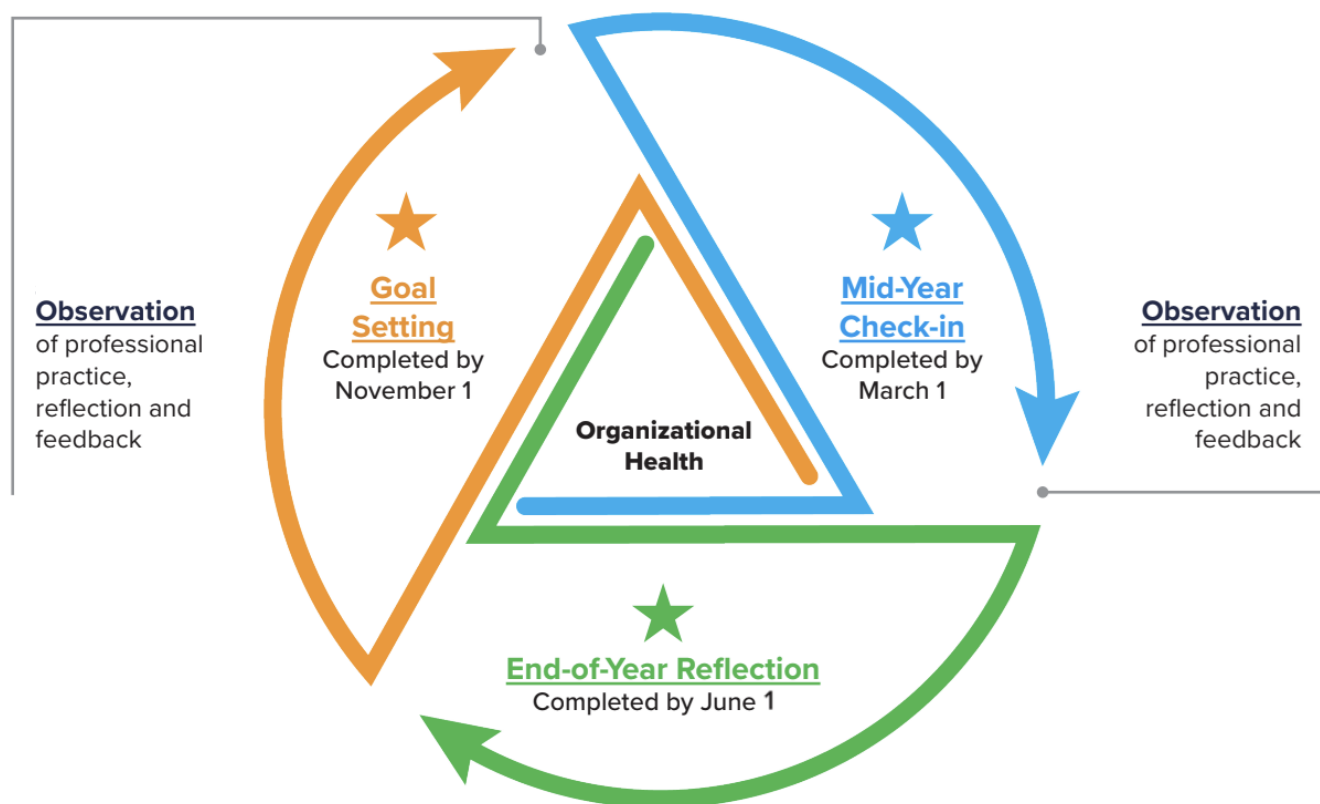 Observation
of professional
practice,
reflection and
feedback
Goal
Setting
Completed by
November 1
Organizational
Health
Mid-Year
Check-in
Completed by
March 1
Observation
of professional
practice,
reflection and
feedback
End-of-Year Reflection
Completed by June 1